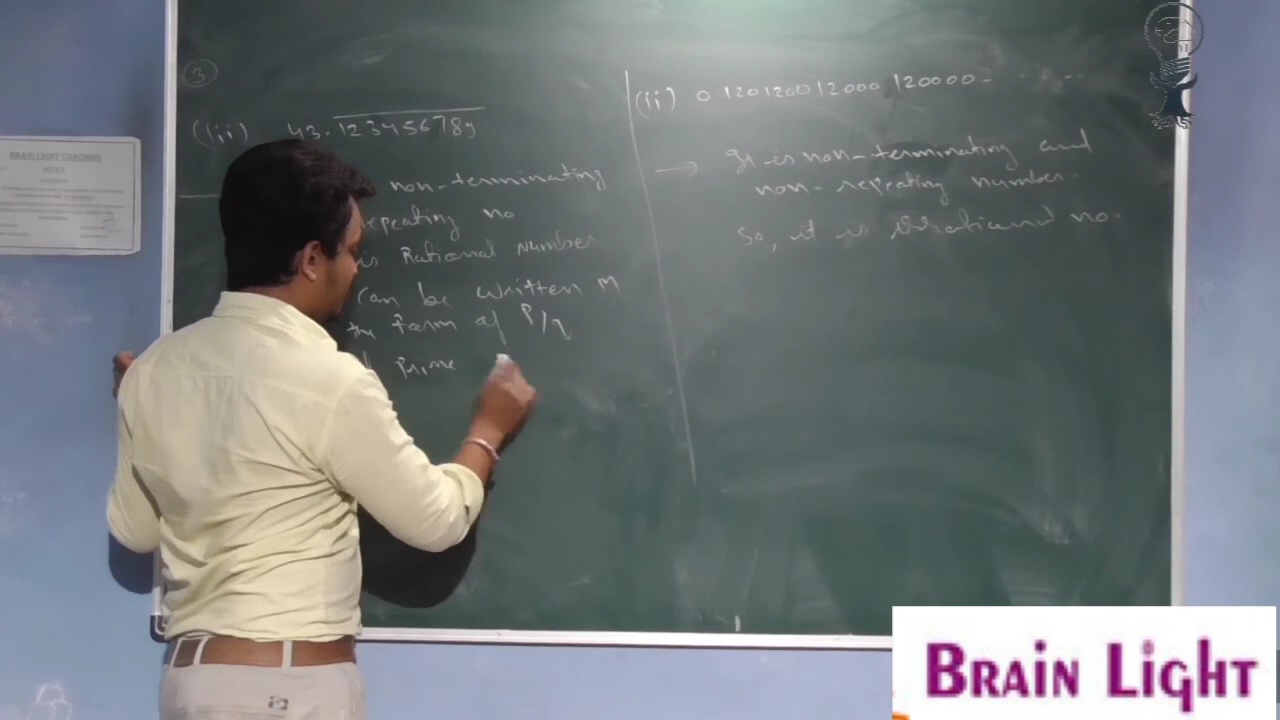 BRAIN LIGHT COACHING
3
(iii) 43.123456789
non-terminating
repeating no
is Rational number
can be written in
the form of P/q
Prime
(ii) 0.120120012000120000- - - - -
→ It is non-terminating and
non-repeating number.
So, it is irrational no.
BRAIN LIGHT